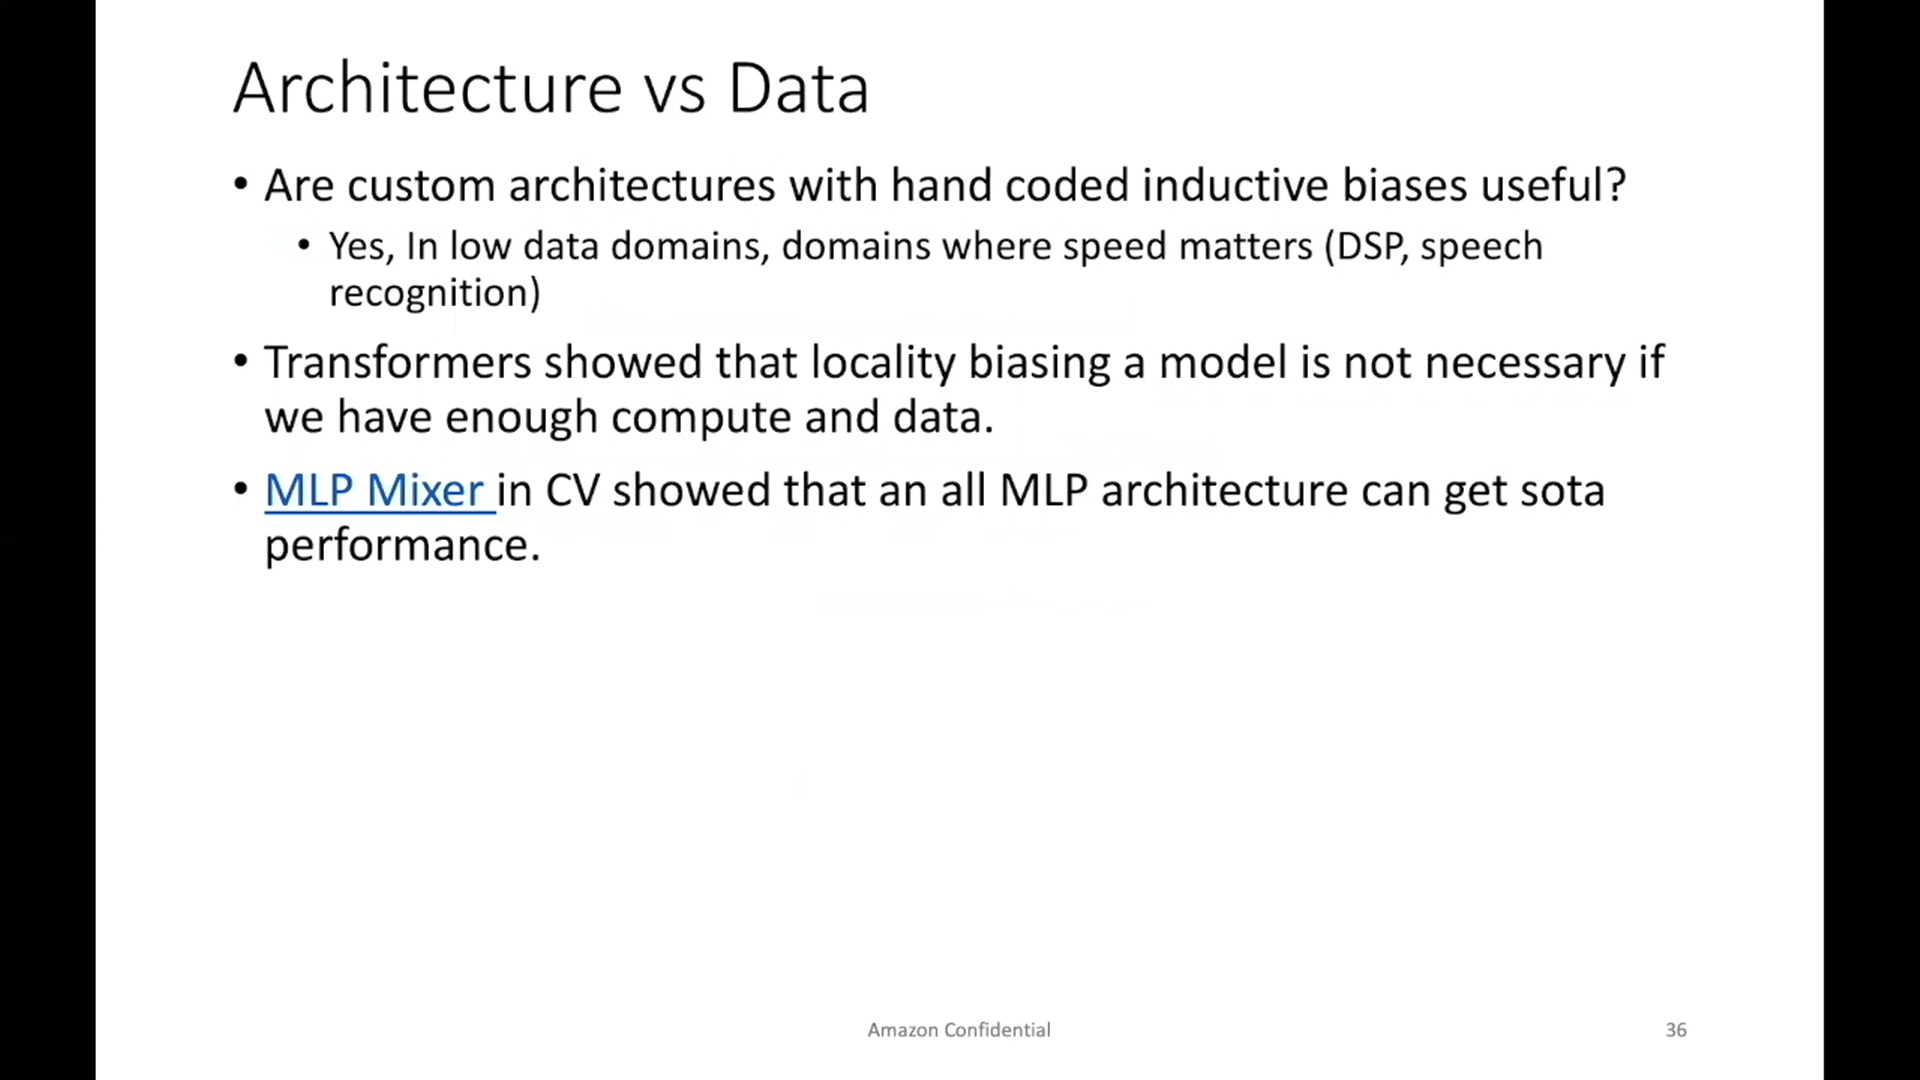 Architecture vs Data
• Are custom architectures with hand coded inductive biases useful?
• Yes, In low data domains, domains where speed matters (DSP, speech
recognition)
• Transformers showed that locality biasing a model is not necessary if
we have enough compute and data.
• MLP Mixer in CV showed that an all MLP architecture can get sota
performance.
Amazon Confidential
36